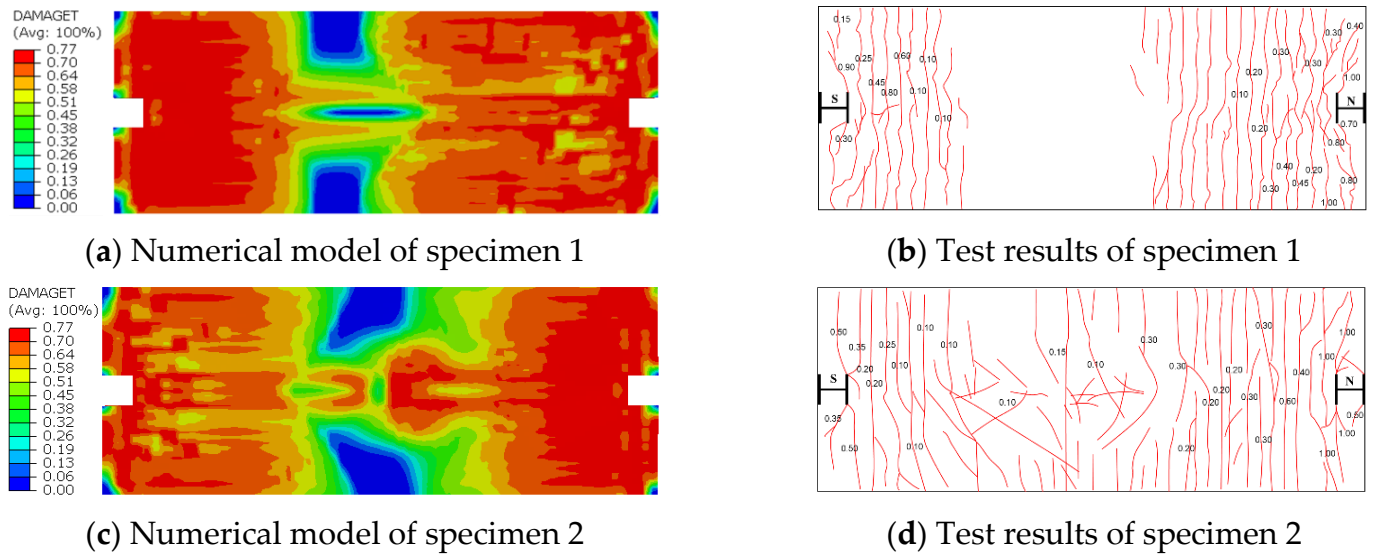 DAMAGET
(Avg: 100%)
0.77
0.70
0.64
0.58
0.51
0.45
0.38
0.32
0.26
0.19
0.13
0.06
0.00
0.15 0.40
0.30
0.60 0.10 0.30
0.25 0.30
0.90 0.20 1.00
0.45
0.80 0.10 0.10
S N
0.10 0.20 0.70
0.30 0.80
0.40 0.20
0.30 0.45 0.80
1.00
(a) Numerical model of specimen 1
(b) Test results of specimen 1
DAMAGET
(Avg: 100%)
0.77
0.70
0.64
0.58
0.51
0.45
0.38
0.32
0.26
0.19
0.13
0.06
0.00
0.50 0.10 0.30 0.30 1.00
0.35 0.25 0.15 0.10 1.00
0.20 0.10 0.30 0.20 0.40
S 0.20 0.20 N
0.10 0.30 0.60
0.35 0.20 0.50
0.50 0.10 0.30 1.00
1.00
(c) Numerical model of specimen 2
(d) Test results of specimen 2